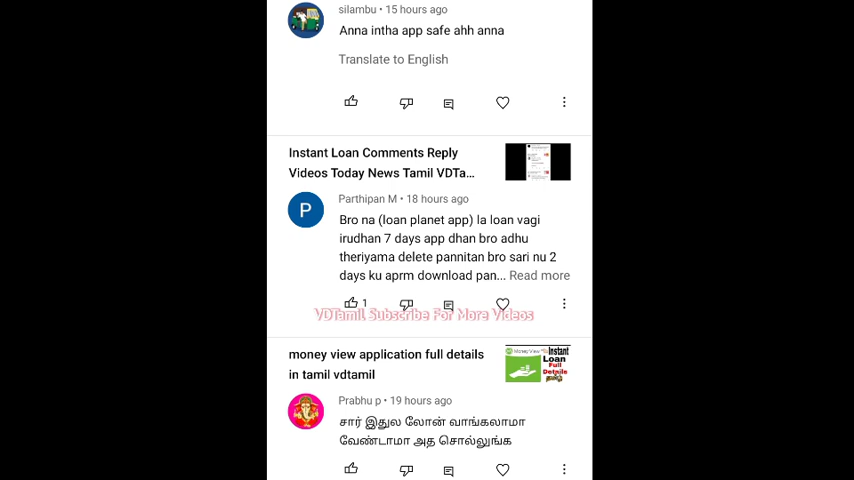 silambu • 15 hours ago
Anna intha app safe ahh anna
Translate to English
Instant Loan Comments Reply
Videos Today News Tamil VDTa...
P
Parthipan M • 18 hours ago
Bro na (loan planet app) la loan vagi
irudhan 7 days app dhan bro adhu
theriyama delete pannitan bro sari nu 2
days ku aprm download pan... Read more
1
VDTamil Subscribe For More Videos
money view application full details
in tamil vdtamil
Money View
Instant
Loan
Full
Details
Prabhu p • 19 hours ago
சார் இதுல லோன் வாங்கலாமா
வேண்டாமா அத சொல்லுங்க